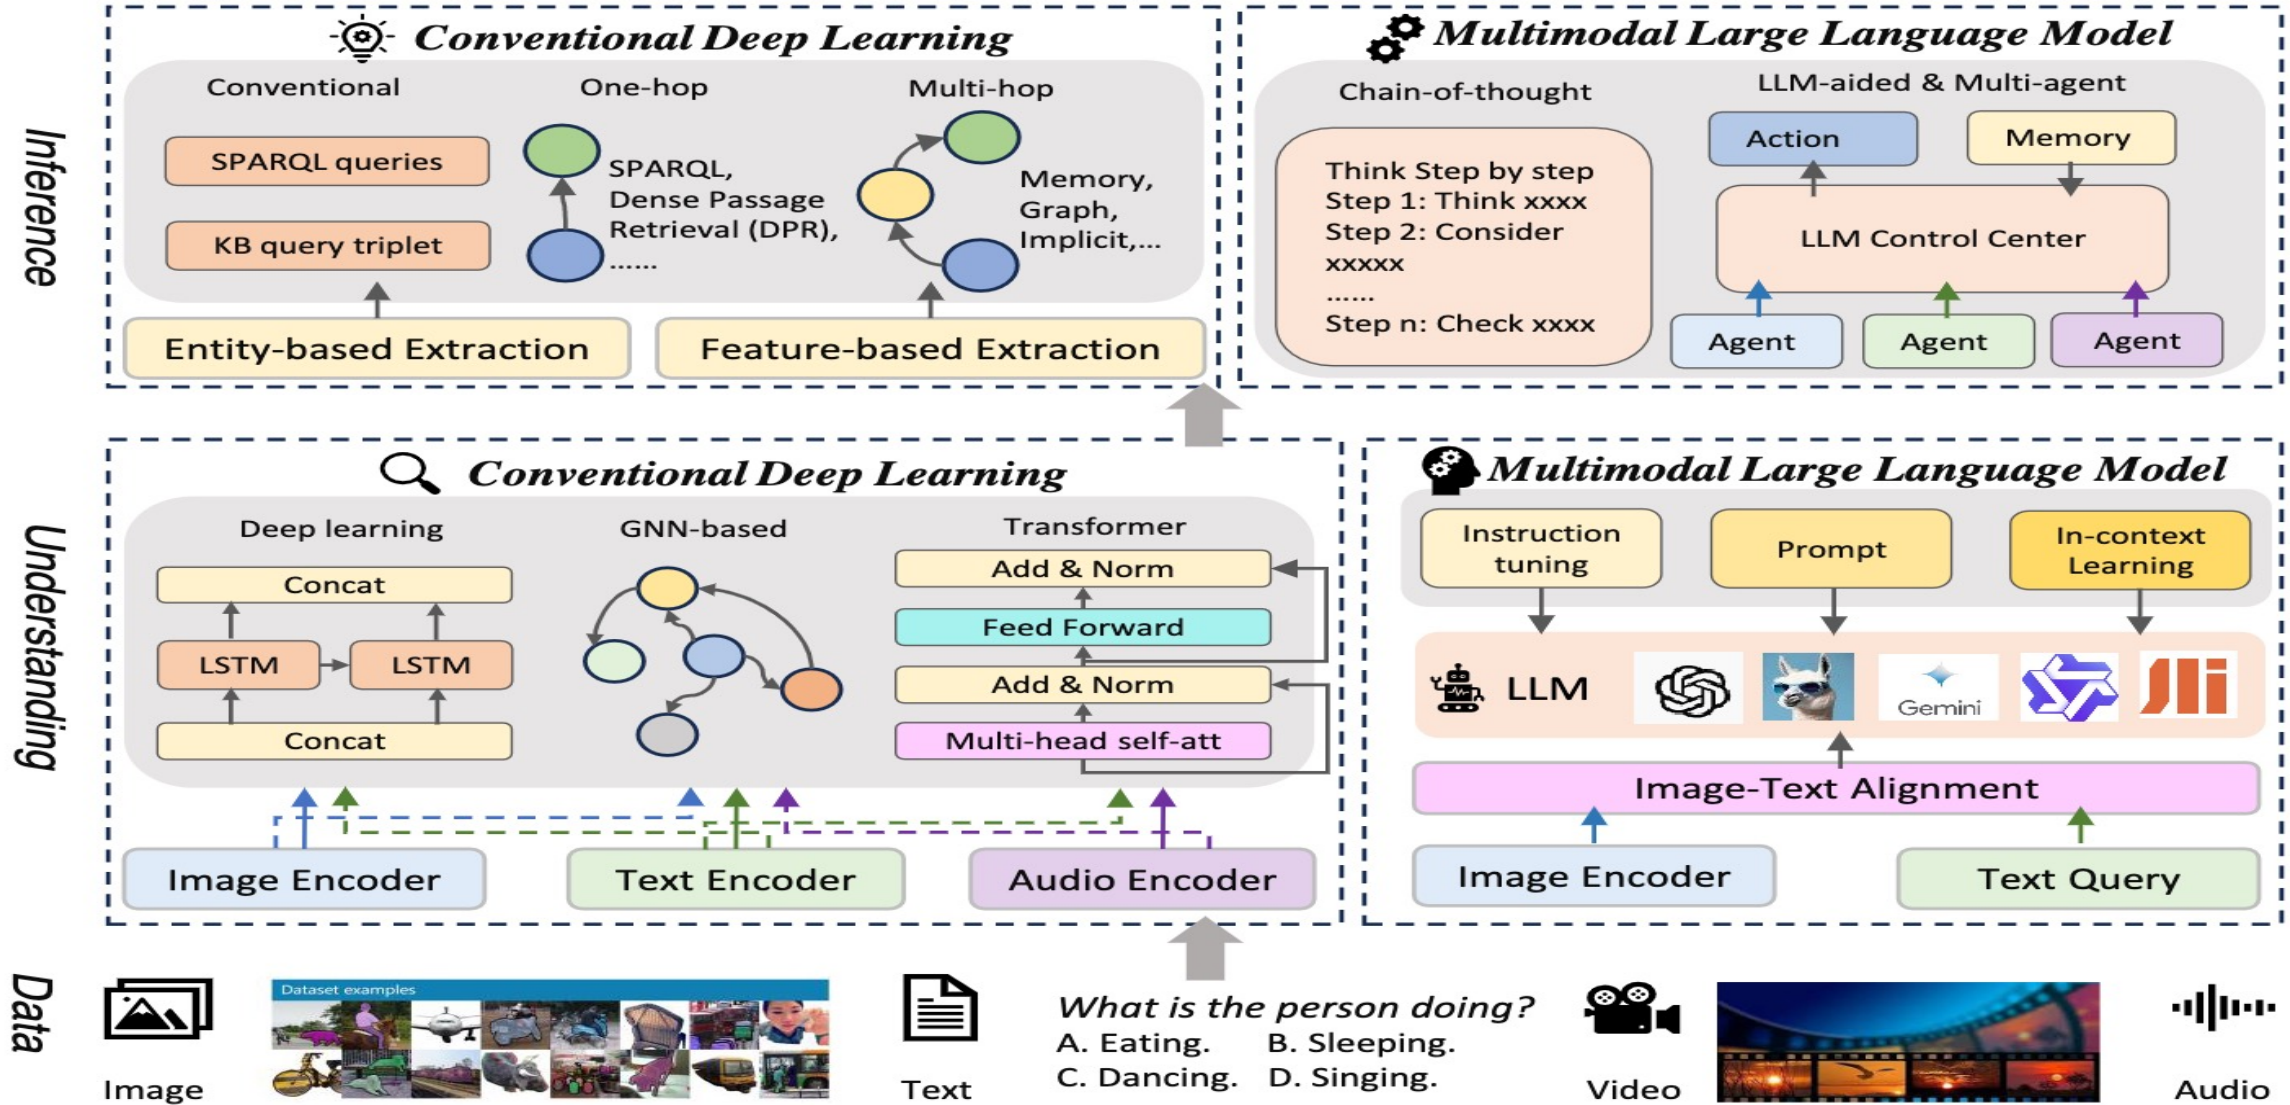 Inference
Conventional Deep Learning
Conventional
SPARQL queries
KB query triplet
One-hop
SPARQL,
Dense Passage
Retrieval (DPR),
......
Multi-hop
Memory,
Graph,
Implicit,...
Entity-based Extraction
Feature-based Extraction
Multimodal Large Language Model
Chain-of-thought
Think Step by step
Step 1: Think xxxx
Step 2: Consider
xxxxx
......
Step n: Check xxxx
LLM-aided & Multi-agent
Action
Memory
LLM Control Center
Agent
Agent
Agent
Understanding
Conventional Deep Learning
Deep learning
Concat
LSTM
LSTM
Concat
GNN-based
Transformer
Add & Norm
Feed Forward
Add & Norm
Multi-head self-att
Image Encoder
Text Encoder
Audio Encoder
Multimodal Large Language Model
Instruction
tuning
Prompt
In-context
Learning
LLM
Gemini
Image-Text Alignment
Image Encoder
Text Query
Data
Image
Dataset examples
Text
What is the person doing?
A. Eating. B. Sleeping.
C. Dancing. D. Singing.
Video
Audio